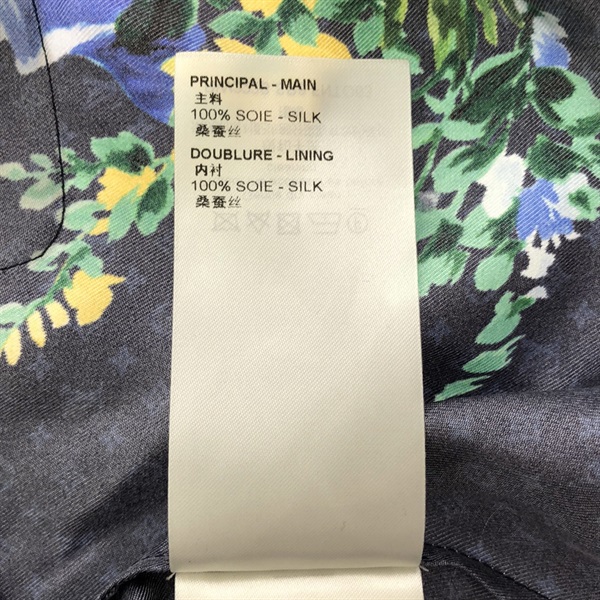 PRINCIPAL - MAIN
主料
100% SOIE - SILK
桑蚕丝
DOUBLURE - LINING
内衬
100% SOIE - SILK
桑蚕丝